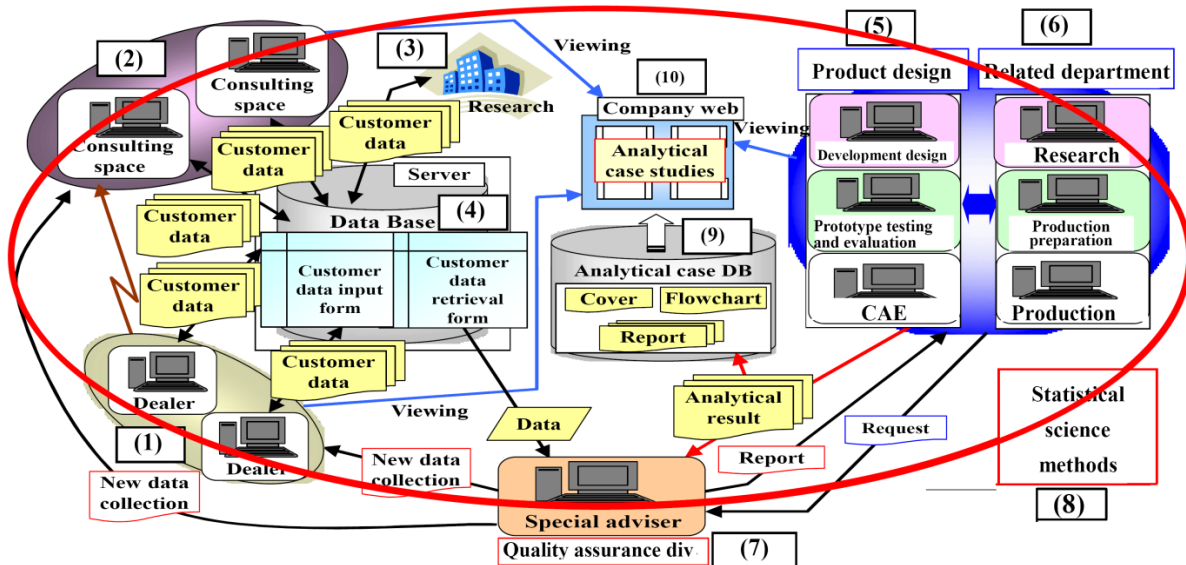 (2)
Consulting
space
Consulting
space
(3)
Research
Viewing
(10)
Company web
Analytical
case studies
Viewing
(5)
Product design
Development design
Prototype testing
and evaluation
CAE
(6)
Related department
Research
Production
preparation
Production
Customer
data
Customer
data
Customer
data
Customer
data
Customer
data
Server
Data Base
(4)
Customer
data input
form
Customer
data
retrieval
form
(9)
Analytical case DB
Cover
Flowchart
Report
Dealer
Dealer
(1)
Viewing
Data
Analytical
result
Report
Request
Statistical
science
methods
(8)
New data
collection
New data
collection
Special adviser
Quality assurance div
(7)